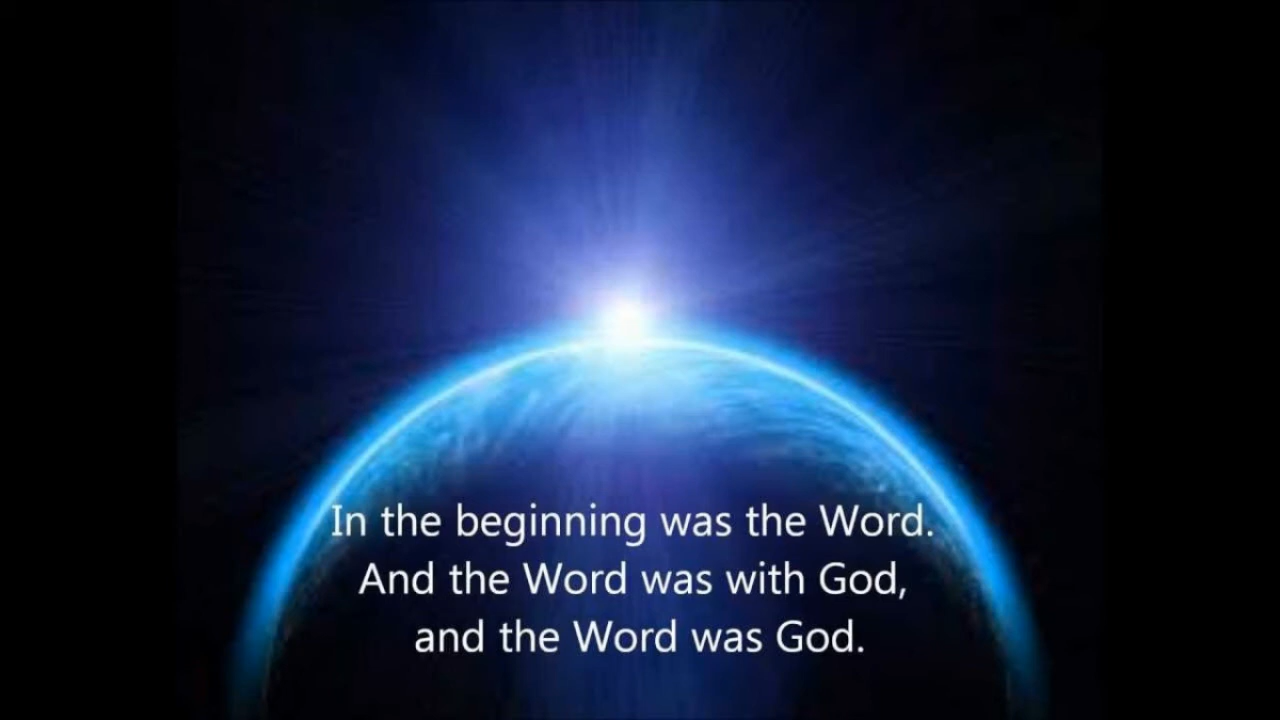 In the beginning was the Word.
And the Word was with God,
and the Word was God.